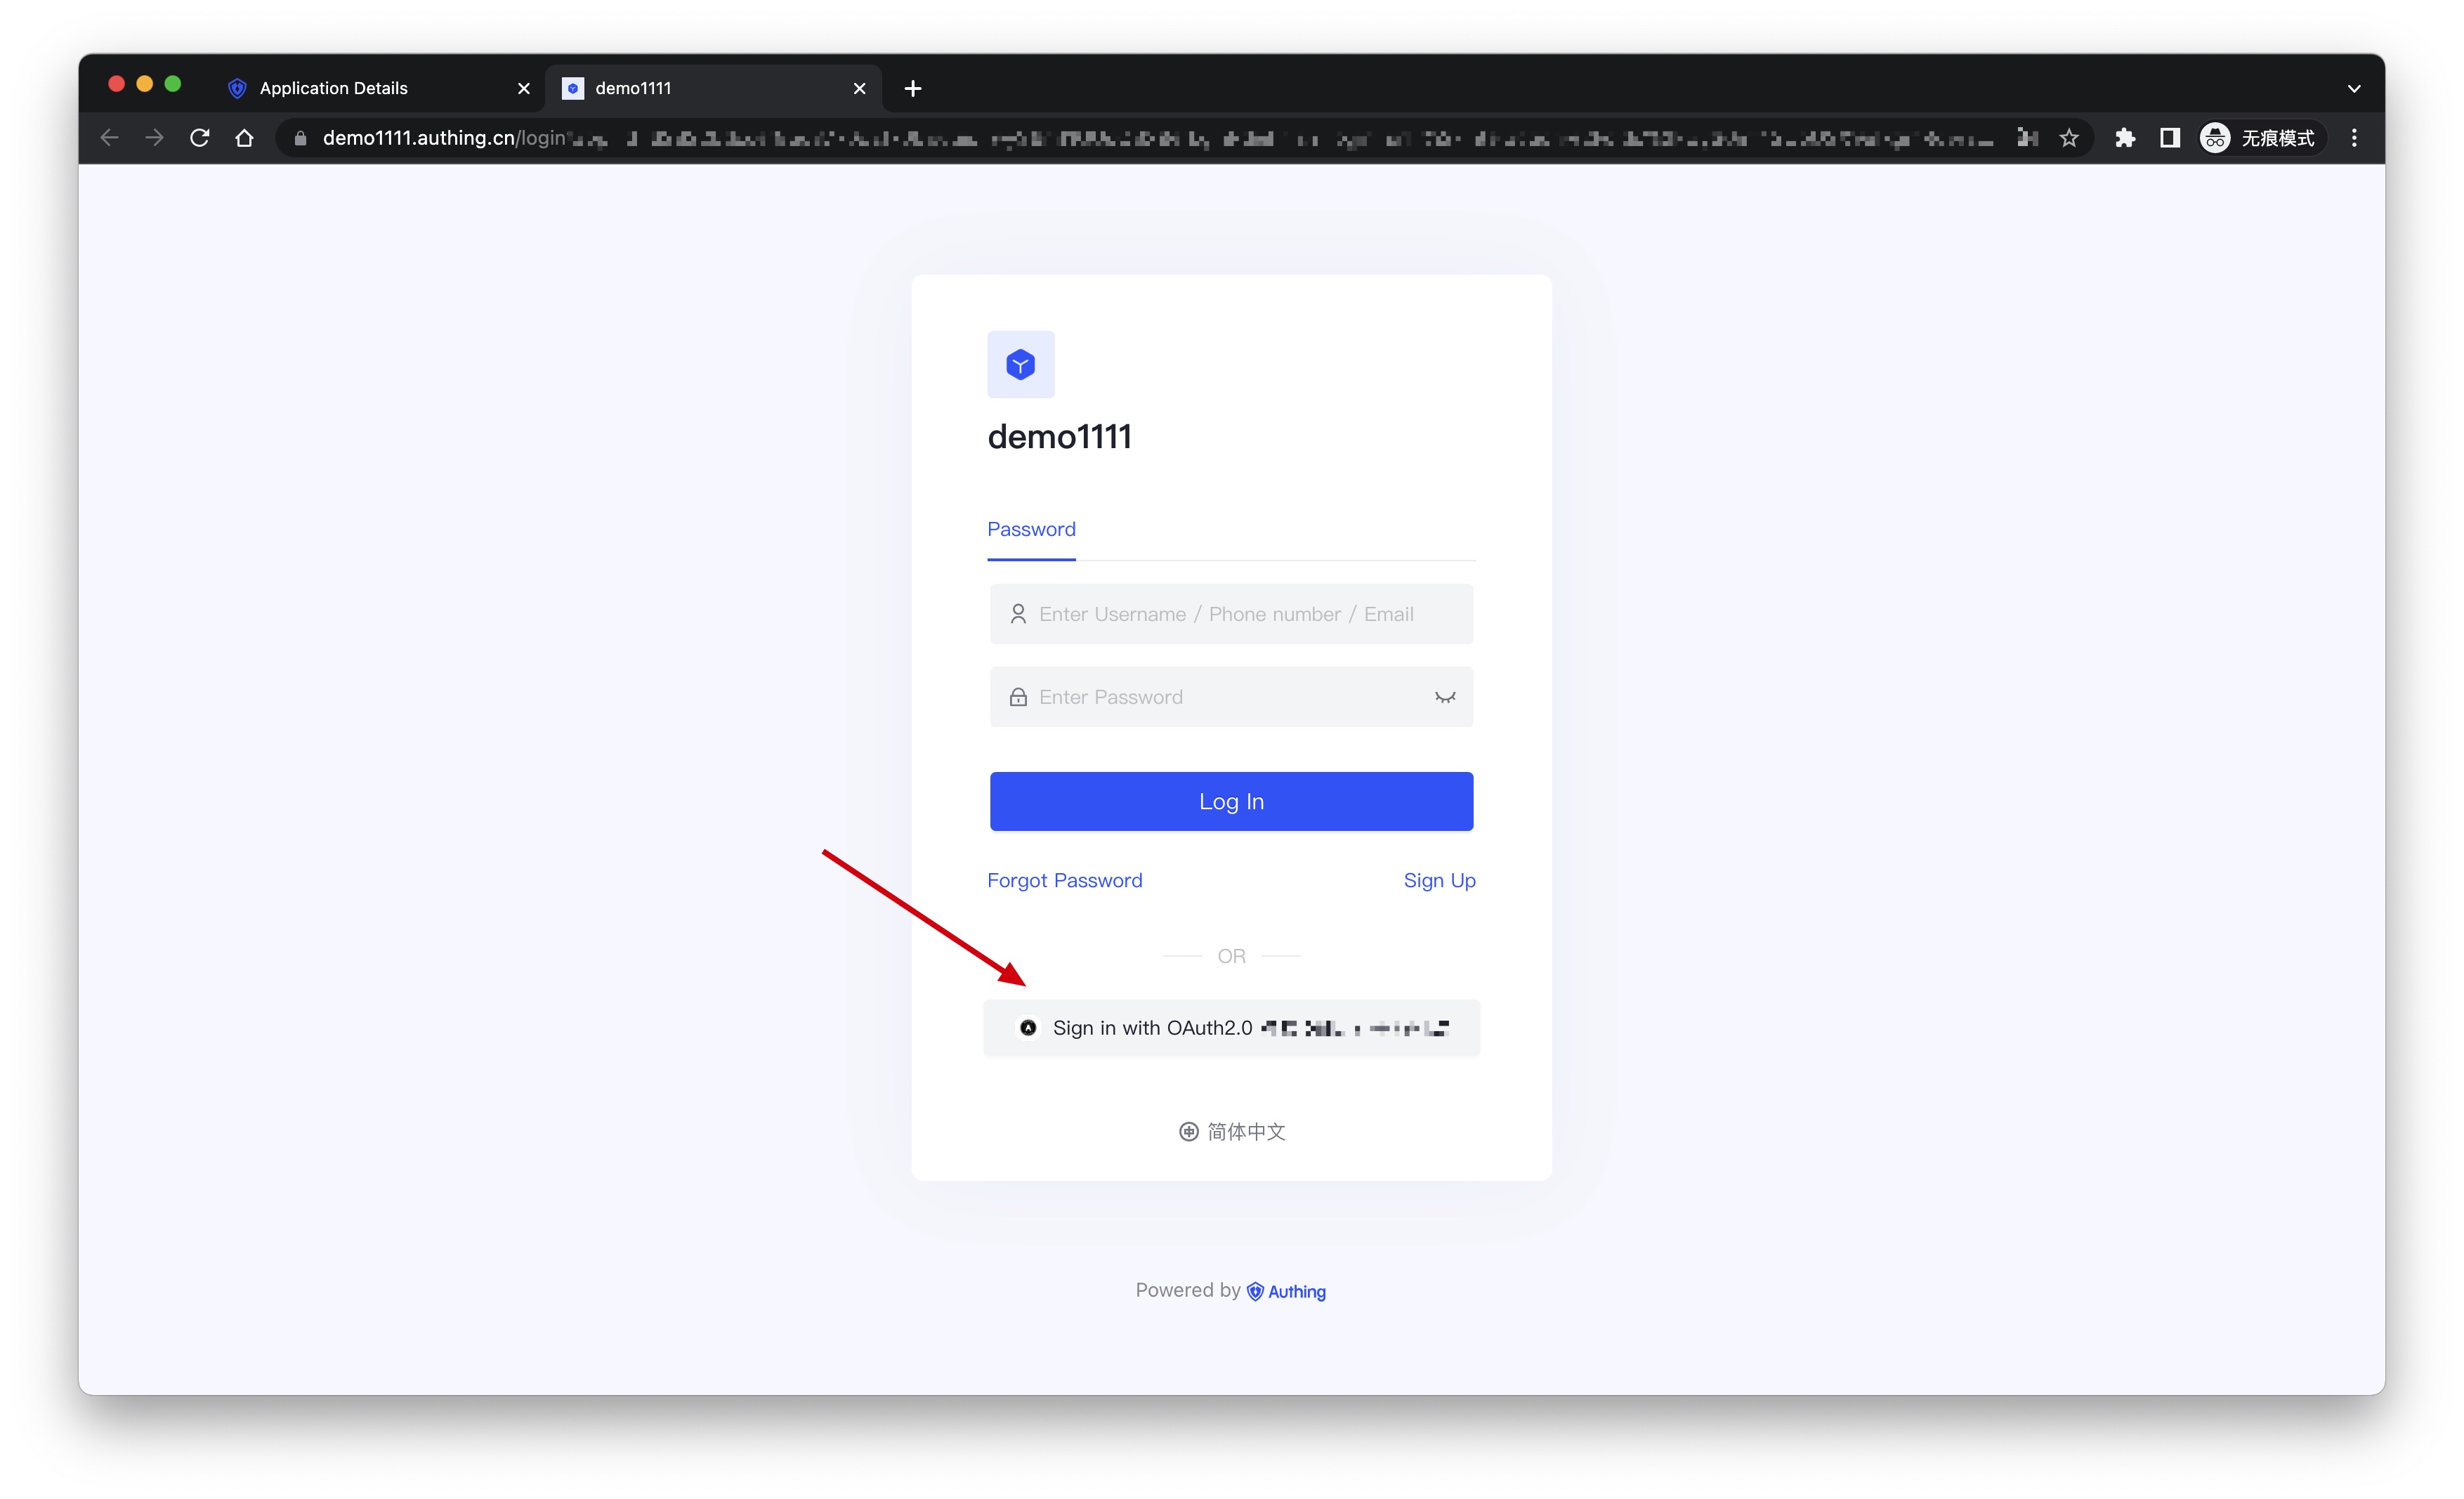 Application Details
demo1111
demo1111.authing.cn/login
无痕模式
demo1111
Password
Enter Username / Phone number / Email
Enter Password
Log In
Forgot Password
Sign Up
OR
Sign in with OAuth2.0
简体中文
Powered by Authing